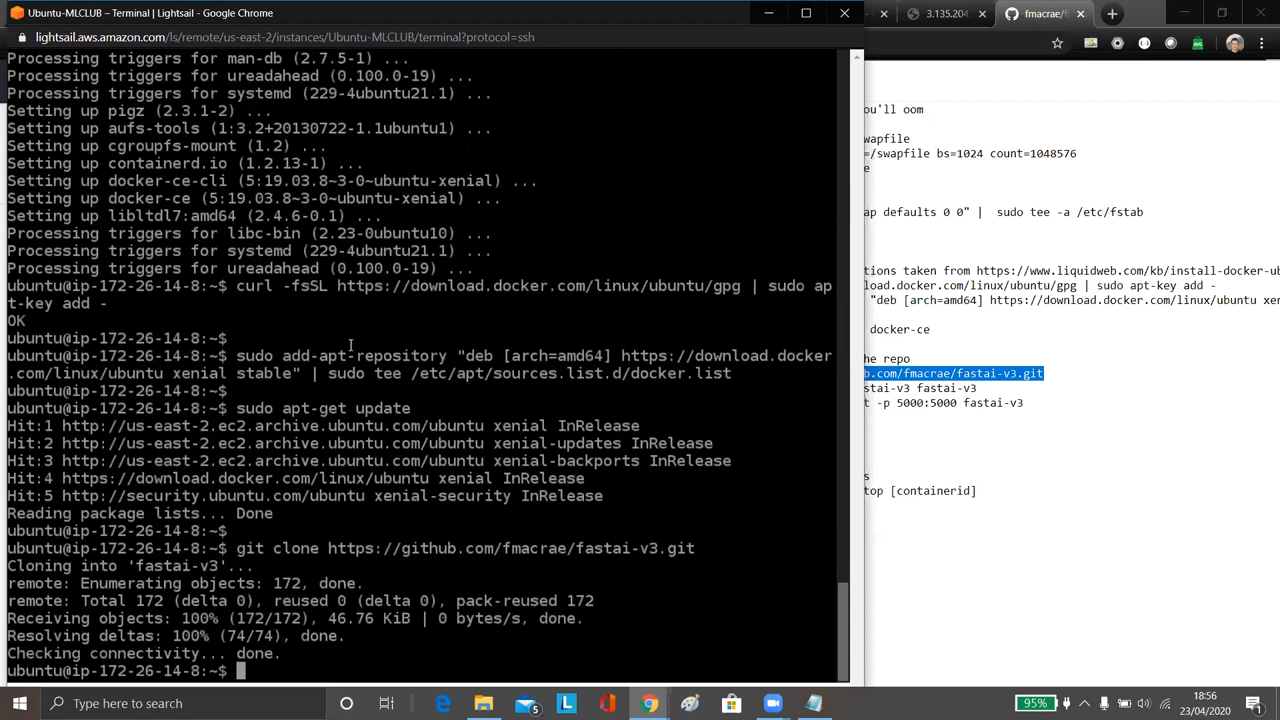 Ubuntu-MLCLUB – Terminal | Lightsail - Google Chrome
3.135.204
fmacrae/
lightsail.aws.amazon.com/ls/remote/us-east-2/instances/Ubuntu-MLCLUB/terminal?protocol=ssh
Processing triggers for man-db (2.7.5-1) ...
Processing triggers for ureadahead (0.100.0-19) ...
Processing triggers for systemd (229-4ubuntu21.1) ...
Setting up pigz (2.3.1-2) ...
Setting up aufs-tools (1:3.2+20130722-1.1ubuntu1) ...
Setting up cgroupfs-mount (1.2) ...
Setting up containerd.io (1.2.13-1) ...
Setting up docker-ce-cli (5:19.03.8~3-0~ubuntu-xenial) ...
Setting up docker-ce (5:19.03.8~3-0~ubuntu-xenial) ...
Setting up libltdl7:amd64 (2.4.6-0.1) ...
Processing triggers for libc-bin (2.23-0ubuntu10) ...
Processing triggers for systemd (229-4ubuntu21.1) ...
Processing triggers for ureadahead (0.100.0-19) ...
ubuntu@ip-172-26-14-8:~$ curl -fsSL https://download.docker.com/linux/ubuntu/gpg | sudo ap
t-key add -
OK
ubuntu@ip-172-26-14-8:~$
ubuntu@ip-172-26-14-8:~$ sudo add-apt-repository "deb [arch=amd64] https://download.docker
.com/linux/ubuntu xenial stable" | sudo tee /etc/apt/sources.list.d/docker.list
ubuntu@ip-172-26-14-8:~$
ubuntu@ip-172-26-14-8:~$ sudo apt-get update
Hit:1 http://us-east-2.ec2.archive.ubuntu.com/ubuntu xenial InRelease
Hit:2 http://us-east-2.ec2.archive.ubuntu.com/ubuntu xenial-updates InRelease
Hit:3 http://us-east-2.ec2.archive.ubuntu.com/ubuntu xenial-backports InRelease
Hit:4 https://download.docker.com/linux/ubuntu xenial InRelease
Hit:5 http://security.ubuntu.com/ubuntu xenial-security InRelease
Reading package lists... Done
ubuntu@ip-172-26-14-8:~$
ubuntu@ip-172-26-14-8:~$ git clone https://github.com/fmacrae/fastai-v3.git
Cloning into 'fastai-v3'...
remote: Enumerating objects: 172, done.
remote: Total 172 (delta 0), reused 0 (delta 0), pack-reused 172
Receiving objects: 100% (172/172), 46.76 KiB | 0 bytes/s, done.
Resolving deltas: 100% (74/74), done.
Checking connectivity... done.
ubuntu@ip-172-26-14-8:~$
you'll oom
wapfile
=/swapfile bs=1024 count=1048576
e
ap defaults 0 0" | sudo tee -a /etc/fstab
tions taken from https://www.liquidweb.com/kb/install-docker-ub
load.docker.com/linux/ubuntu/gpg | sudo apt-key add -
"deb [arch=amd64] https://download.docker.com/linux/ubuntu xen
docker-ce
he repo
b.com/fmacrae/fastai-v3.git
stai-v3 fastai-v3
t -p 5000:5000 fastai-v3
s
top [containerid]
Type here to search
5
95%
18:56
23/04/2020
1